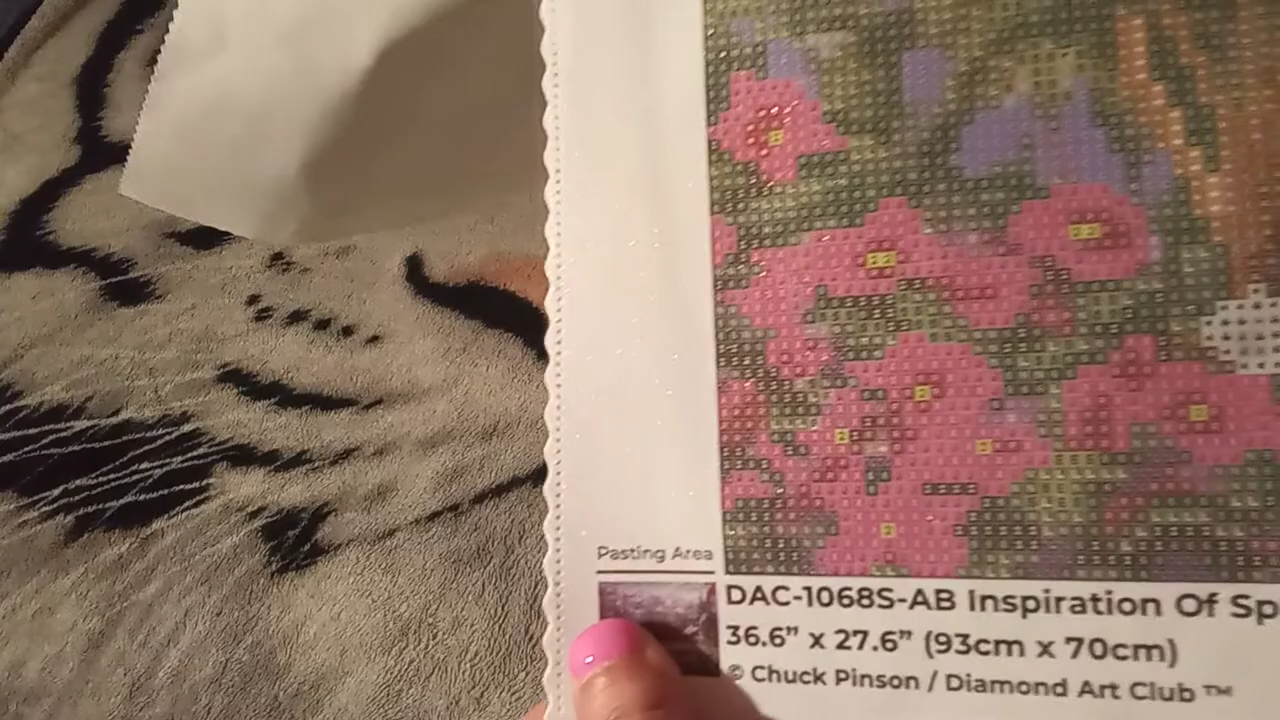 Pasting Area
DAC-1068S-AB Inspiration Of Sp
36.6” x 27.6” (93cm x 70cm)
© Chuck Pinson / Diamond Art Club ™